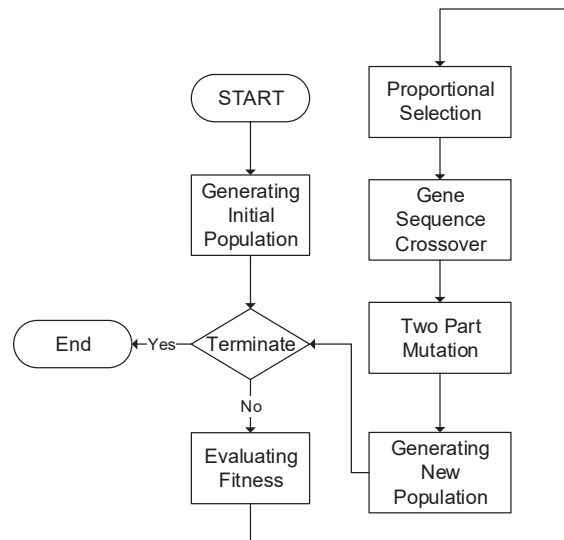 START
Generating
Initial
Population
Terminate
Yes
End
No
Evaluating
Fitness
Proportional
Selection
Gene
Sequence
Crossover
Two Part
Mutation
Generating
New
Population